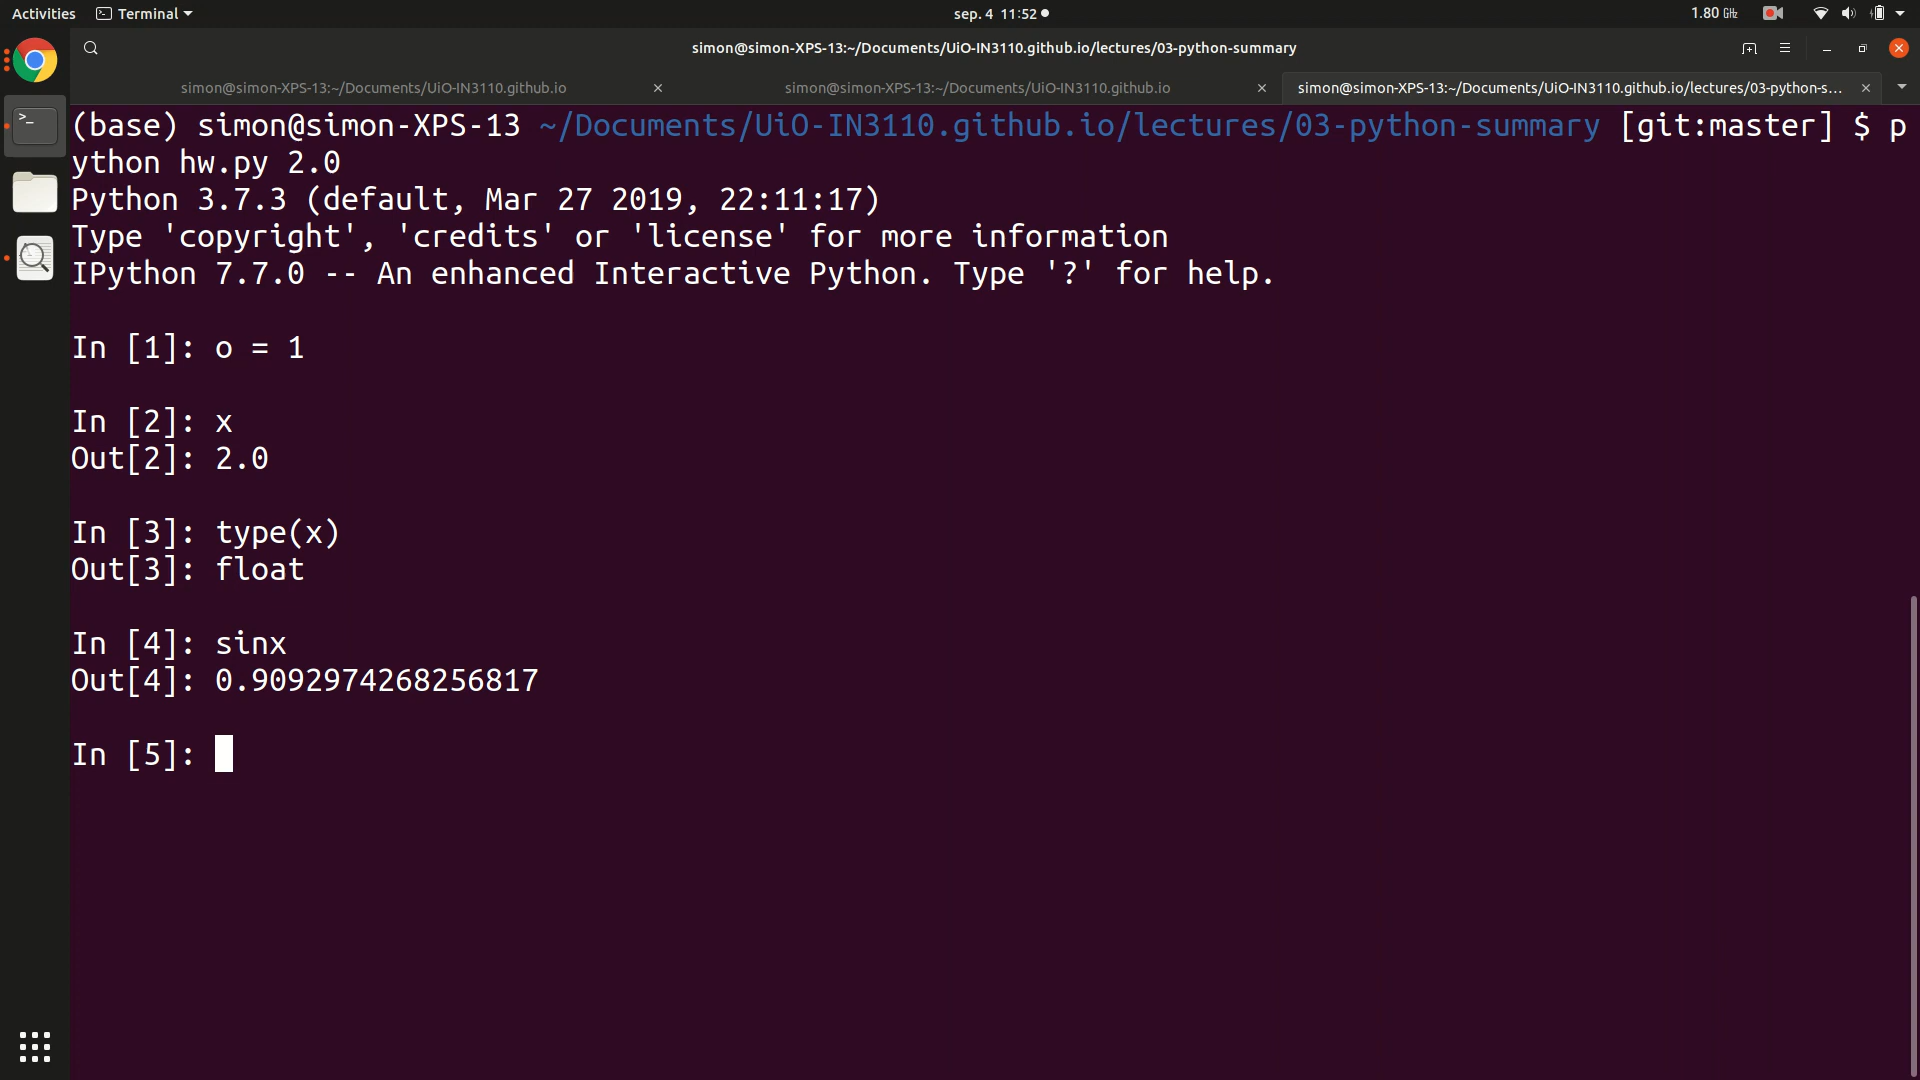 Activities Terminal sep. 4 11:52 1.80 GHz
simon@simon-XPS-13:~/Documents/UiO-IN3110.github.io/lectures/03-python-summary
simon@simon-XPS-13:~/Documents/UiO-IN3110.github.io simon@simon-XPS-13:~/Documents/UiO-IN3110.github.io simon@simon-XPS-13:~/Documents/UiO-IN3110.github.io/lectures/03-python-s...
(base) simon@simon-XPS-13 ~/Documents/UiO-IN3110.github.io/lectures/03-python-summary [git:master] $ p
ython hw.py 2.0
Python 3.7.3 (default, Mar 27 2019, 22:11:17)
Type 'copyright', 'credits' or 'license' for more information
IPython 7.7.0 -- An enhanced Interactive Python. Type '?' for help.
In [1]: o = 1
In [2]: x
Out[2]: 2.0
In [3]: type(x)
Out[3]: float
In [4]: sinx
Out[4]: 0.9092974268256817
In [5]: